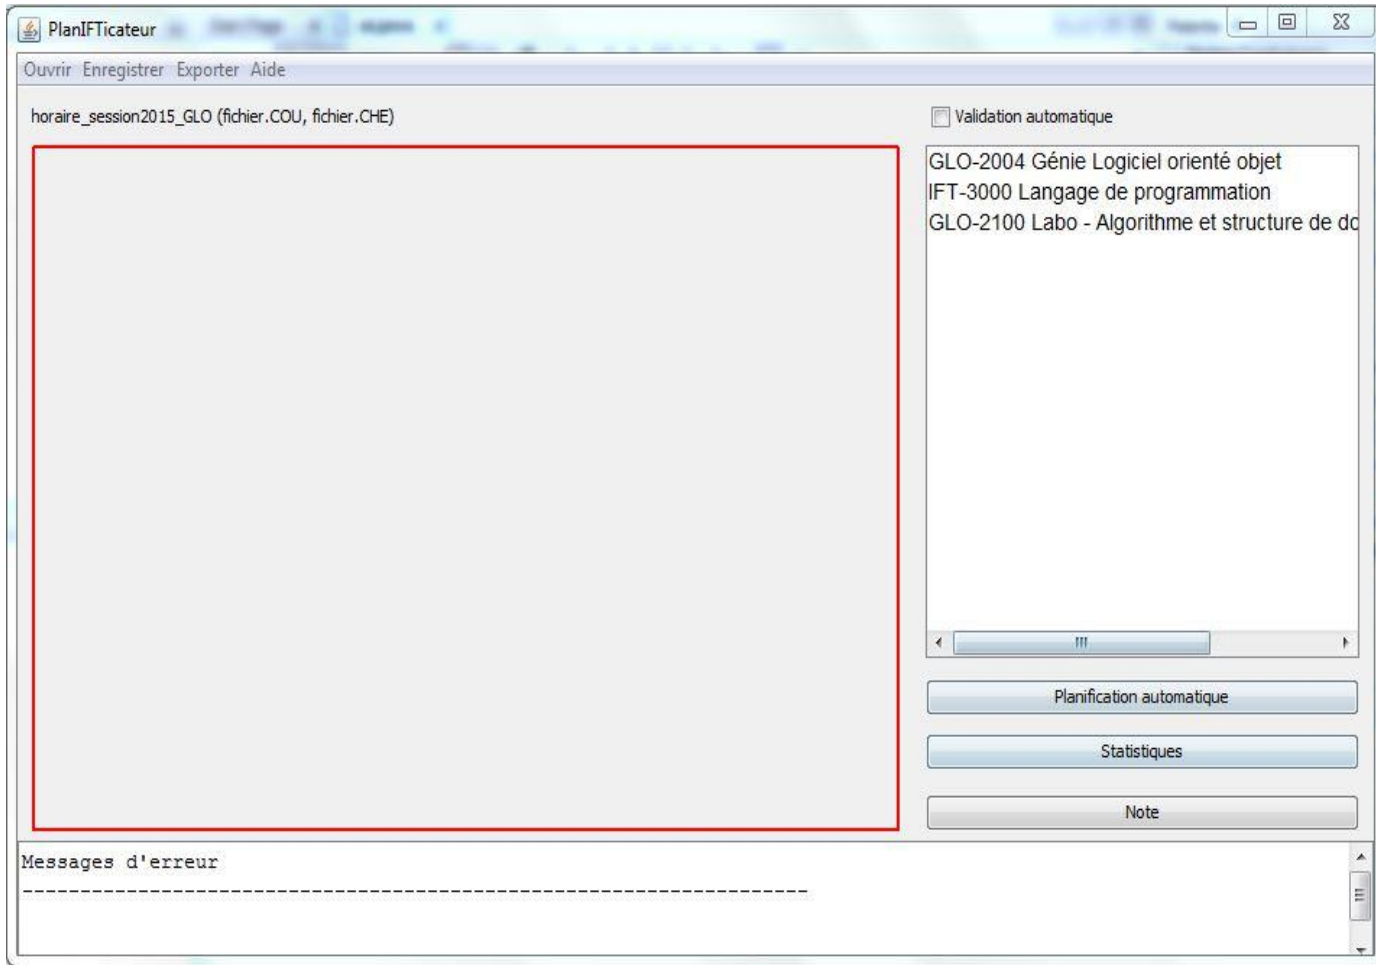 PlanIFTicateur
Ouvrir Enregistrer Exporter Aide
horaire_session2015_GLO (fichier.COU, fichier.CHE)
Validation automatique
GLO-2004 Génie Logiciel orienté objet
IFT-3000 Langage de programmation
GLO-2100 Labo - Algorithme et structure de dc
Planification automatique
Statistiques
Note
Messages d'erreur
--------------------------------------------------------------------